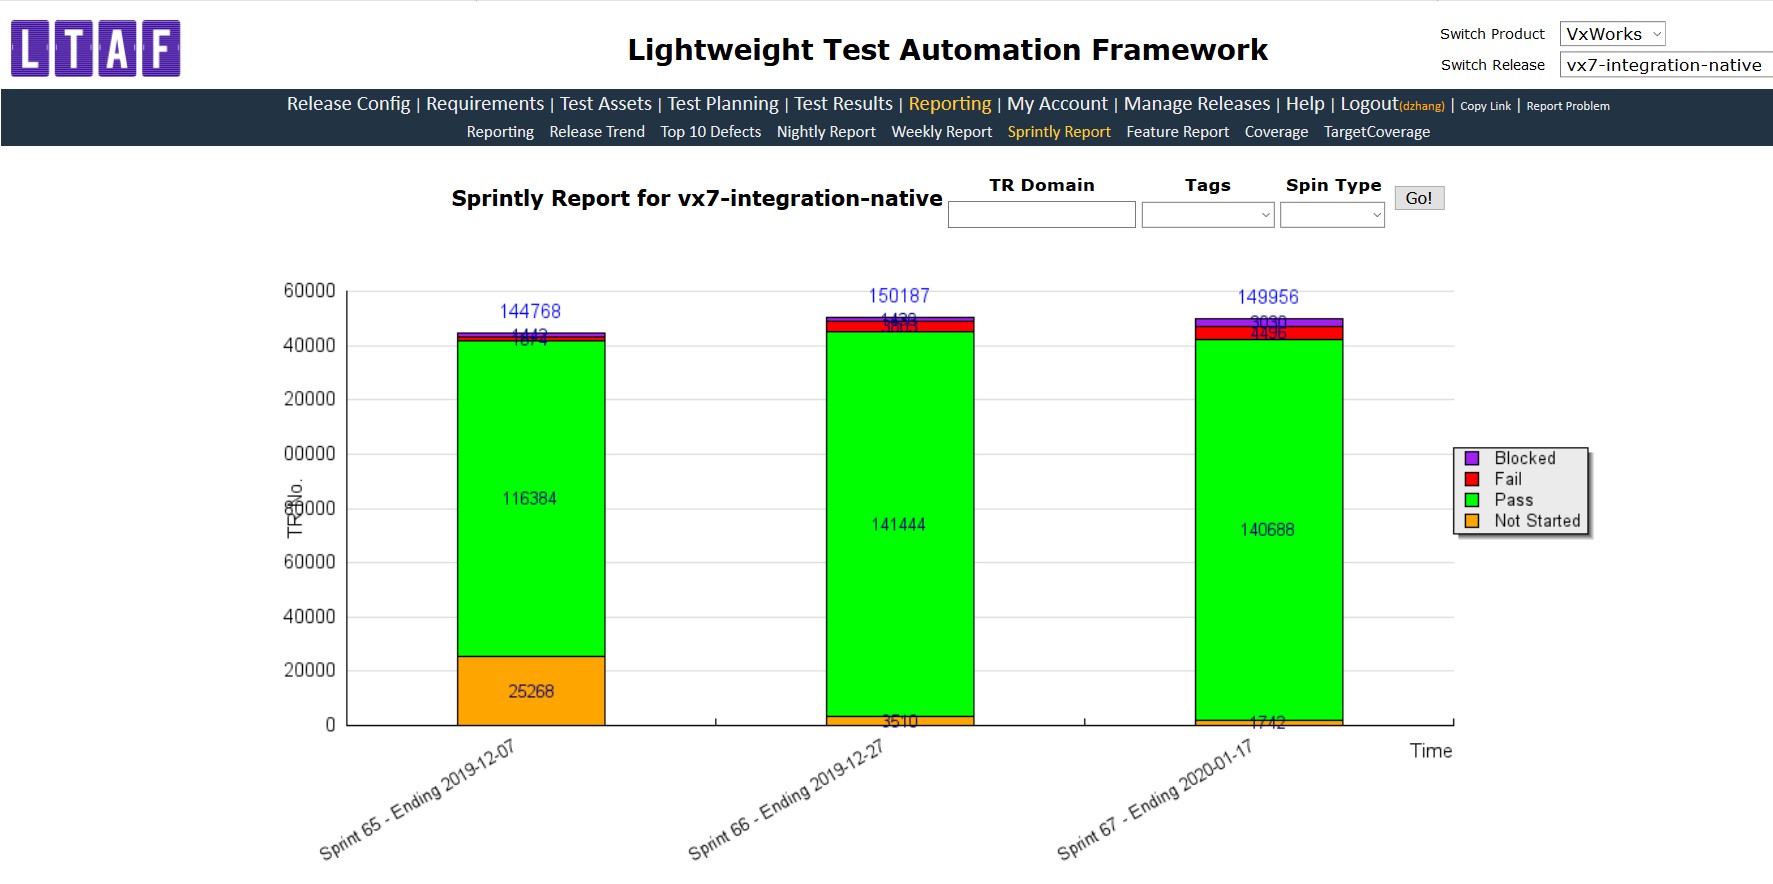 LTAF
Lightweight Test Automation Framework
Switch Product VxWorks
Switch Release vx7-integration-native
Release Config | Requirements | Test Assets | Test Planning | Test Results | Reporting | My Account | Manage Releases | Help | Logout(dzhang) | Copy Link | Report Problem
Reporting Release Trend Top 10 Defects Nightly Report Weekly Report Sprintly Report Feature Report Coverage TargetCoverage
Sprintly Report for vx7-integration-native
TR Domain Tags Spin Type Go!
60000
40000
20000
00000
80000
60000
40000
20000
0
TR No.
144768
1442
1674
116384
25268
150187
141444
3510
149956
3030
4496
140688
1742
Blocked
Fail
Pass
Not Started
Time
Sprint 65 - Ending 2019-12-07
Sprint 66 - Ending 2019-12-27
Sprint 67 - Ending 2020-01-17